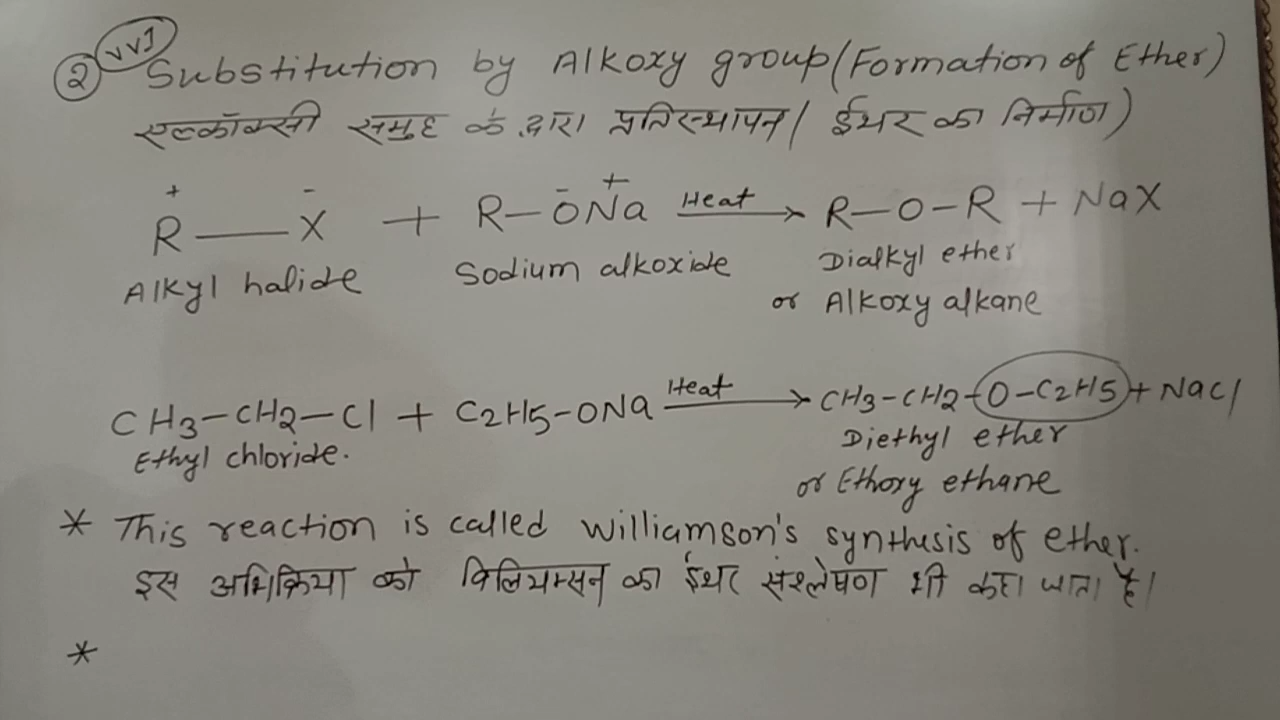 ② VVI Substitution by Alkoxy group (Formation of Ether)
एल्कॉक्सी समुह के द्वारा प्रतिस्थापन / ईथर का निर्माण)
+ - - +
R — X + R—ONa Heat → R—O—R + NaX
Alkyl halide Sodium alkoxide Dialkyl ether
or Alkoxy alkane
CH3—CH2—Cl + C2H5-ONa Heat → CH3-CH2-O-C2H5 + NaCl
Ethyl chloride. Diethyl ether
or Ethoxy ethane
* This reaction is called Williamson's synthesis of ether.
इस अभिक्रिया को विलियम्सन का ईथर संश्लेषण भी कहा जाता है।
*